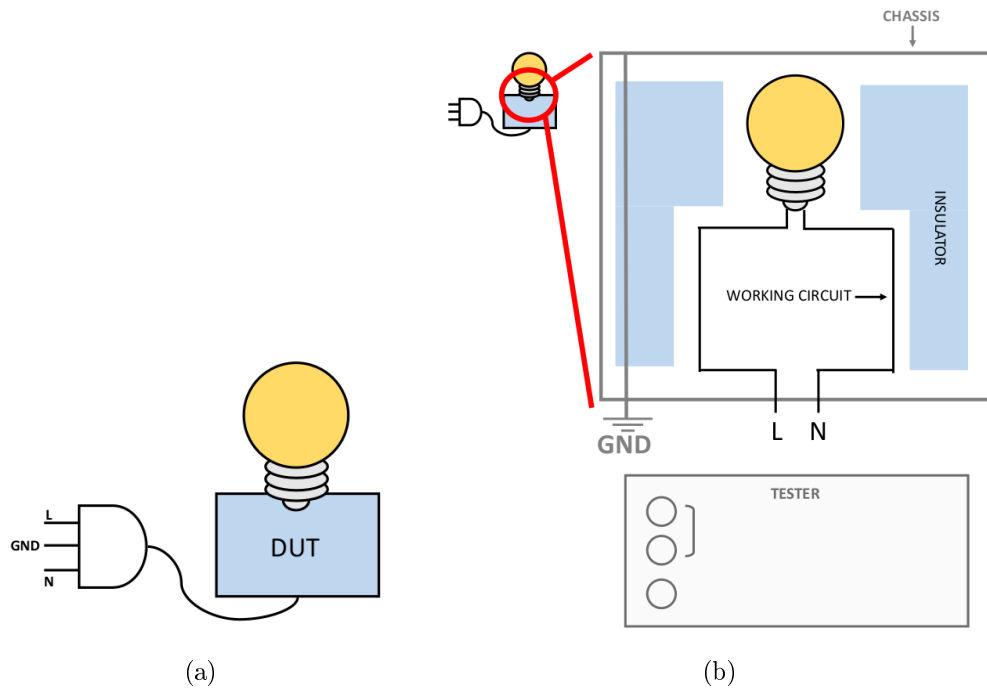 L
GND
N
DUT
(a)
CHASSIS
INSULATOR
WORKING CIRCUIT
L N
GND
TESTER
(b)